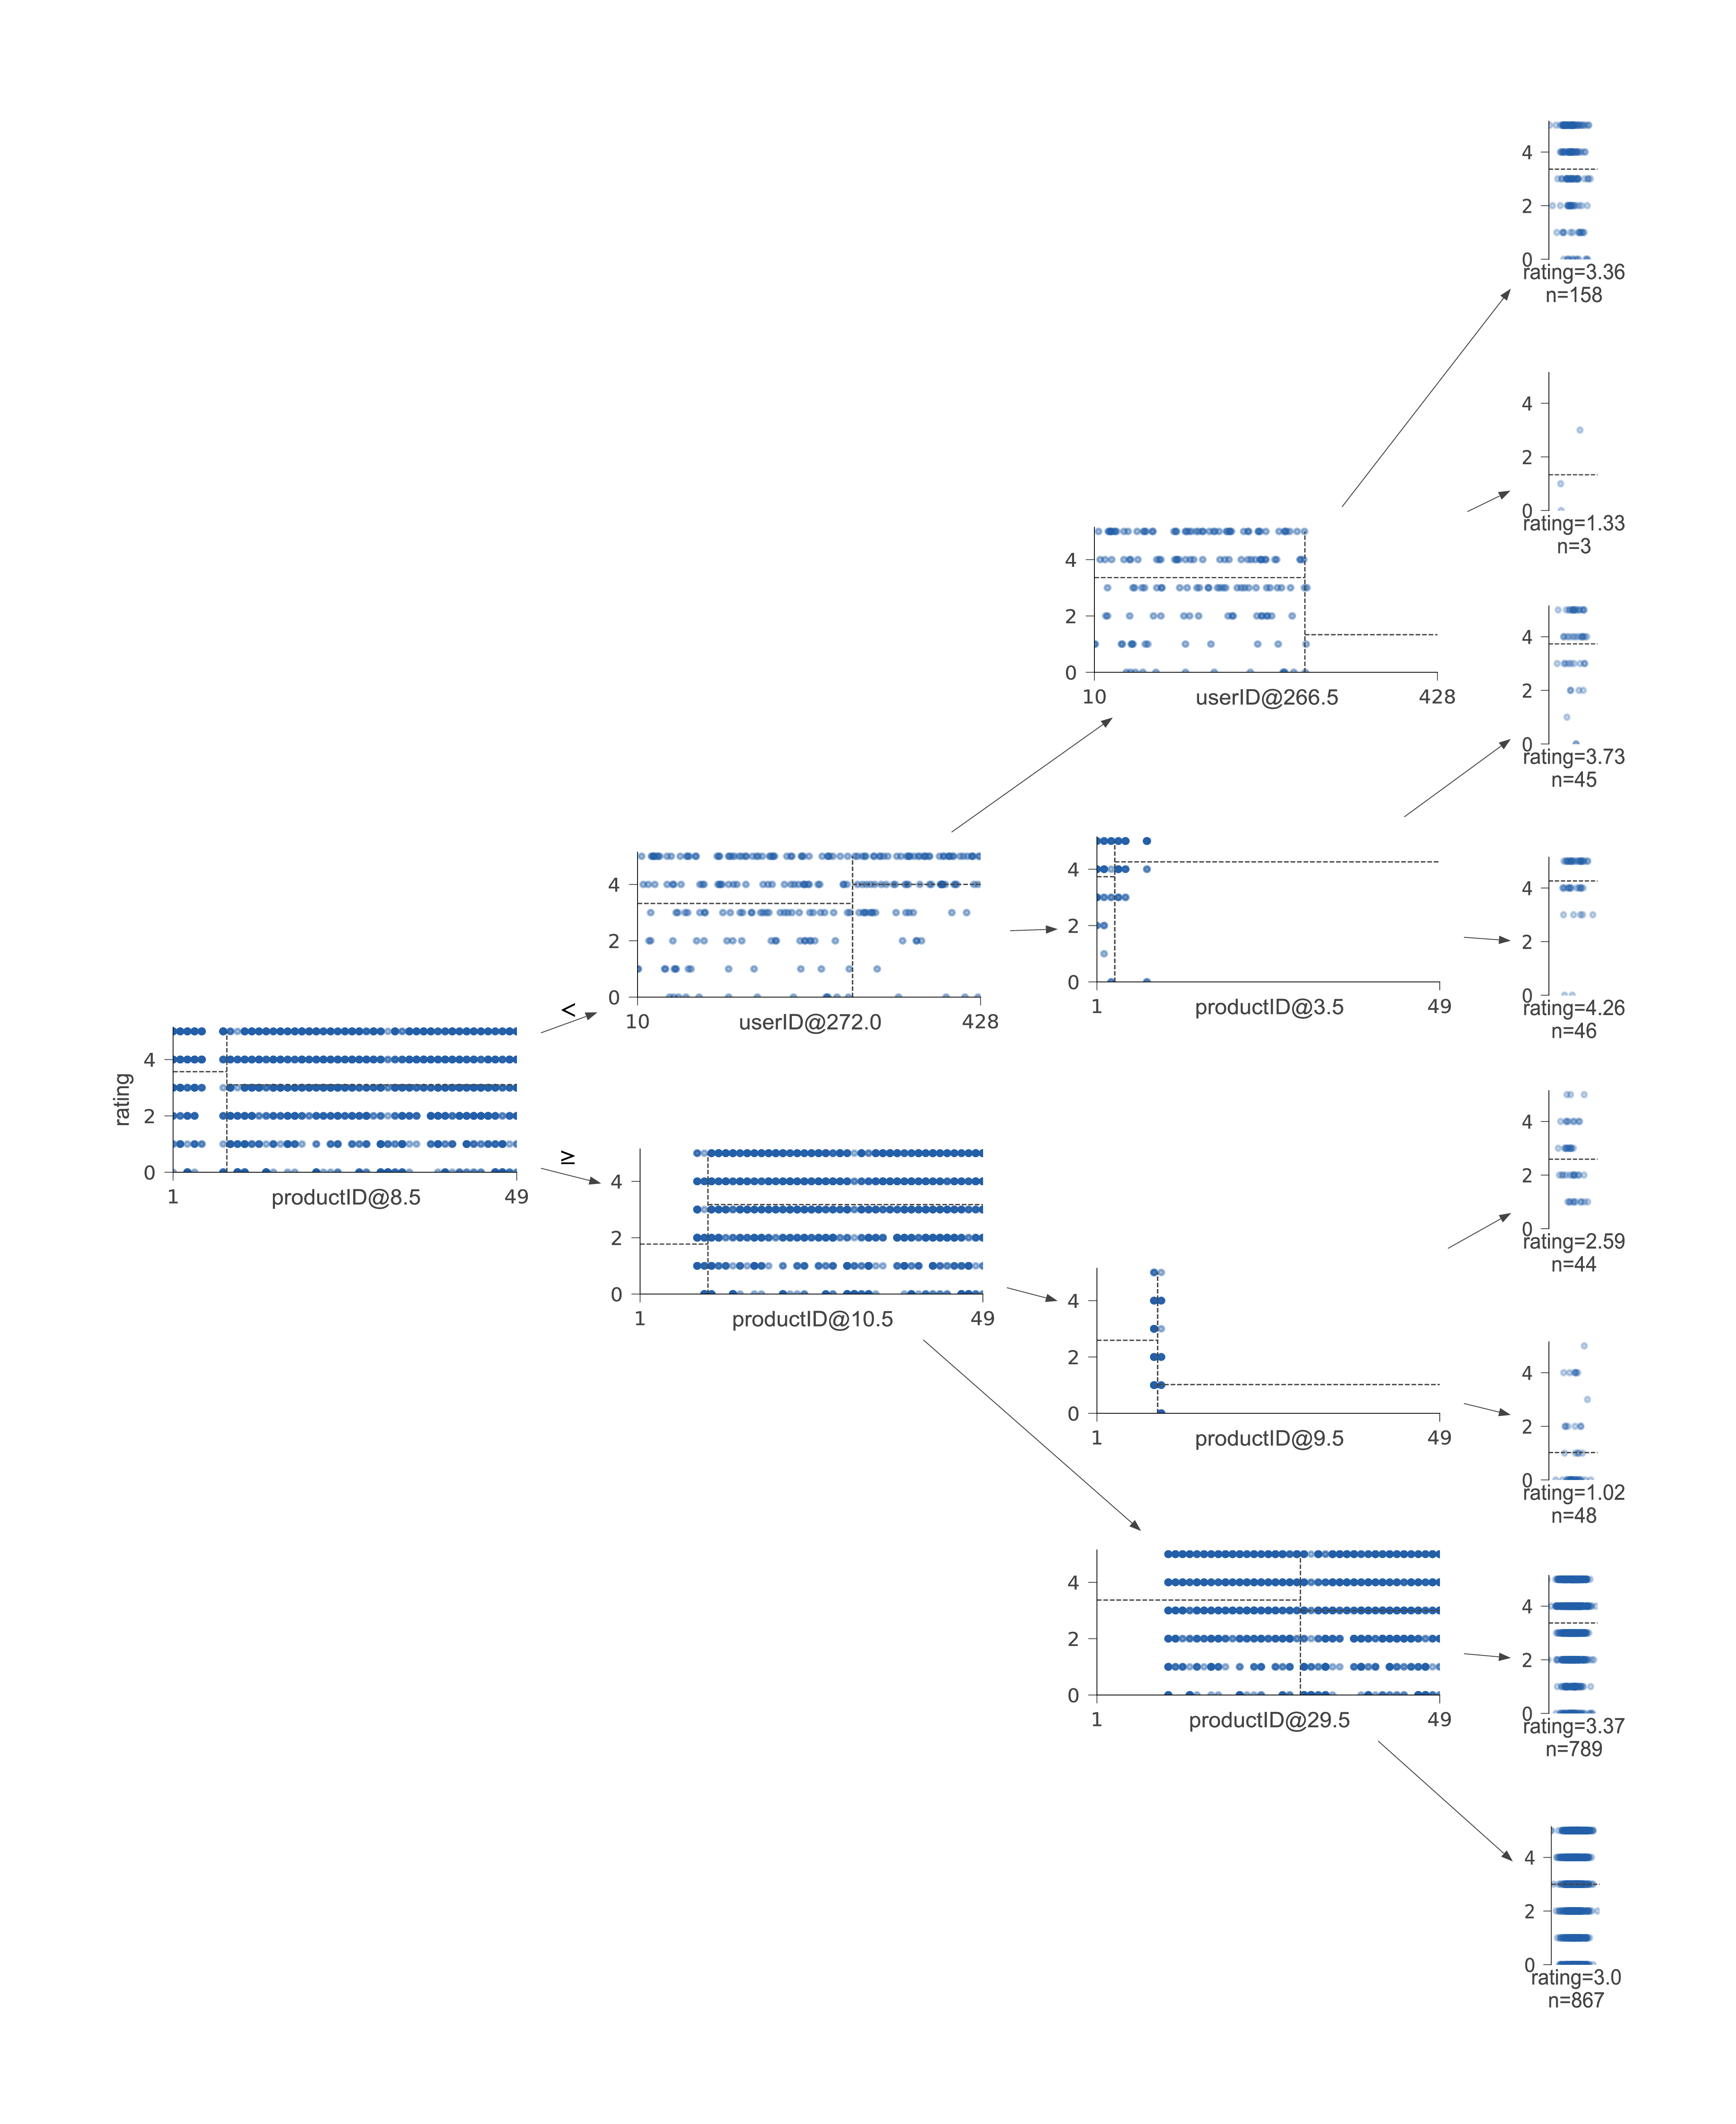 4
2
0
rating=3.36
n=158
4
2
0
rating=1.33
n=3
4
2
0
10
userID@266.5
428
4
2
0
rating=3.73
n=45
4
2
0
10
userID@272.0
428
4
2
0
1
productID@3.5
49
4
2
0
rating=4.26
n=46
<
rating
4
2
0
1
productID@8.5
49
≥
4
2
0
1
productID@10.5
49
4
2
0
rating=2.59
n=44
4
2
0
1
productID@9.5
49
4
2
0
rating=1.02
n=48
4
2
0
1
productID@29.5
49
4
2
0
rating=3.37
n=789
4
2
0
rating=3.0
n=867